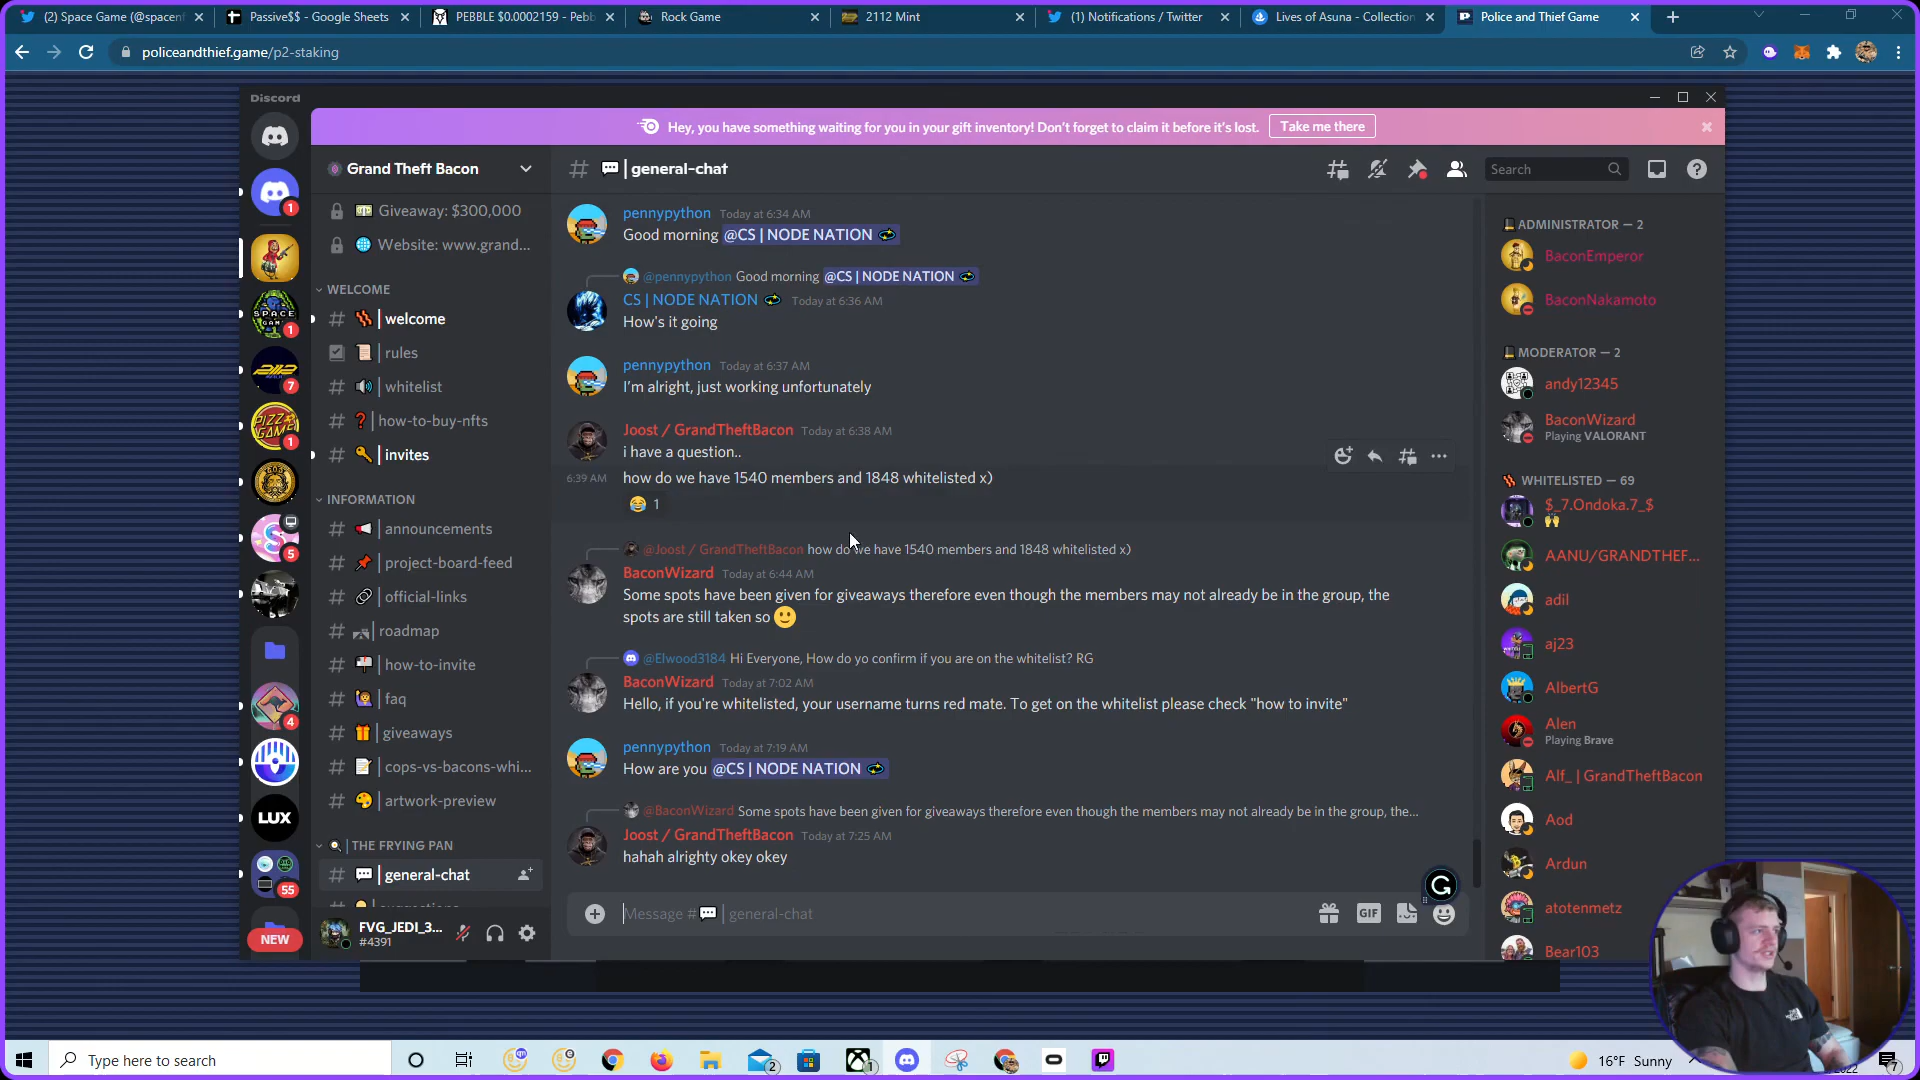 (2) Space Game (@spacenf
Passive$$ - Google Sheets
PEBBLE $0.0002159 - Pebb
Rock Game
2112 Mint
(1) Notifications / Twitter
Lives of Asuna - Collection
Police and Thief Game
policeandthief.game/p2-staking
Discord
Hey, you have something waiting for you in your gift inventory! Don't forget to claim it before it's lost.
Take me there
Grand Theft Bacon
general-chat
Search
Giveaway: $300,000
Website: www.grand...
WELCOME
welcome
rules
whitelist
how-to-buy-nfts
invites
INFORMATION
announcements
project-board-feed
official-links
roadmap
how-to-invite
faq
giveaways
cops-vs-bacons-whi...
artwork-preview
THE FRYING PAN
general-chat
FVG_JEDI_3...
#4391
NEW
1
SPACE GAME
1
7
PIZZA GAME
1
5
4
LUX
55
pennypython Today at 6:34 AM
Good morning @CS | NODE NATION
@pennypython Good morning @CS | NODE NATION
CS | NODE NATION Today at 6:36 AM
How's it going
pennypython Today at 6:37 AM
I'm alright, just working unfortunately
Joost / GrandTheftBacon Today at 6:38 AM
i have a question..
6:39 AM how do we have 1540 members and 1848 whitelisted x)
1
@Joost / GrandTheftBacon how do we have 1540 members and 1848 whitelisted x)
BaconWizard Today at 6:44 AM
Some spots have been given for giveaways therefore even though the members may not already be in the group, the
spots are still taken so
@Elwood3184 Hi Everyone, How do yo confirm if you are on the whitelist? RG
BaconWizard Today at 7:02 AM
Hello, if you're whitelisted, your username turns red mate. To get on the whitelist please check "how to invite"
pennypython Today at 7:19 AM
How are you @CS | NODE NATION
@BaconWizard Some spots have been given for giveaways therefore even though the members may not already be in the group, the...
Joost / GrandTheftBacon Today at 7:25 AM
hahah alrighty okey okey
Message # | general-chat
GIF
ADMINISTRATOR — 2
BaconEmperor
BaconNakamoto
MODERATOR — 2
andy12345
BaconWizard
Playing VALORANT
WHITELISTED — 69
$_7.Ondoka.7_$
AANU/GRANDTHEF...
adil
aj23
AlbertG
Alen
Playing Brave
Alf_ | GrandTheftBacon
Aod
Ardun
atotenmetz
Bear103
Type here to search
2
1
16°F Sunny
7